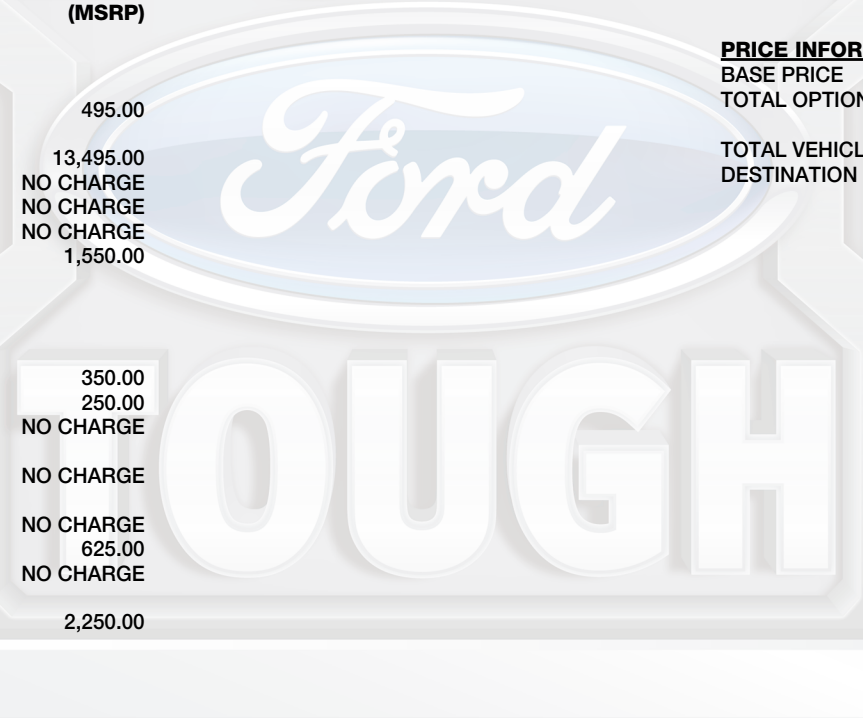 (MSRP)
495.00
13,495.00
NO CHARGE
NO CHARGE
NO CHARGE
1,550.00
350.00
250.00
NO CHARGE
NO CHARGE
NO CHARGE
625.00
NO CHARGE
2,250.00
PRICE INFOR
BASE PRICE
TOTAL OPTION
TOTAL VEHICL
DESTINATION
Ford
TOUGH